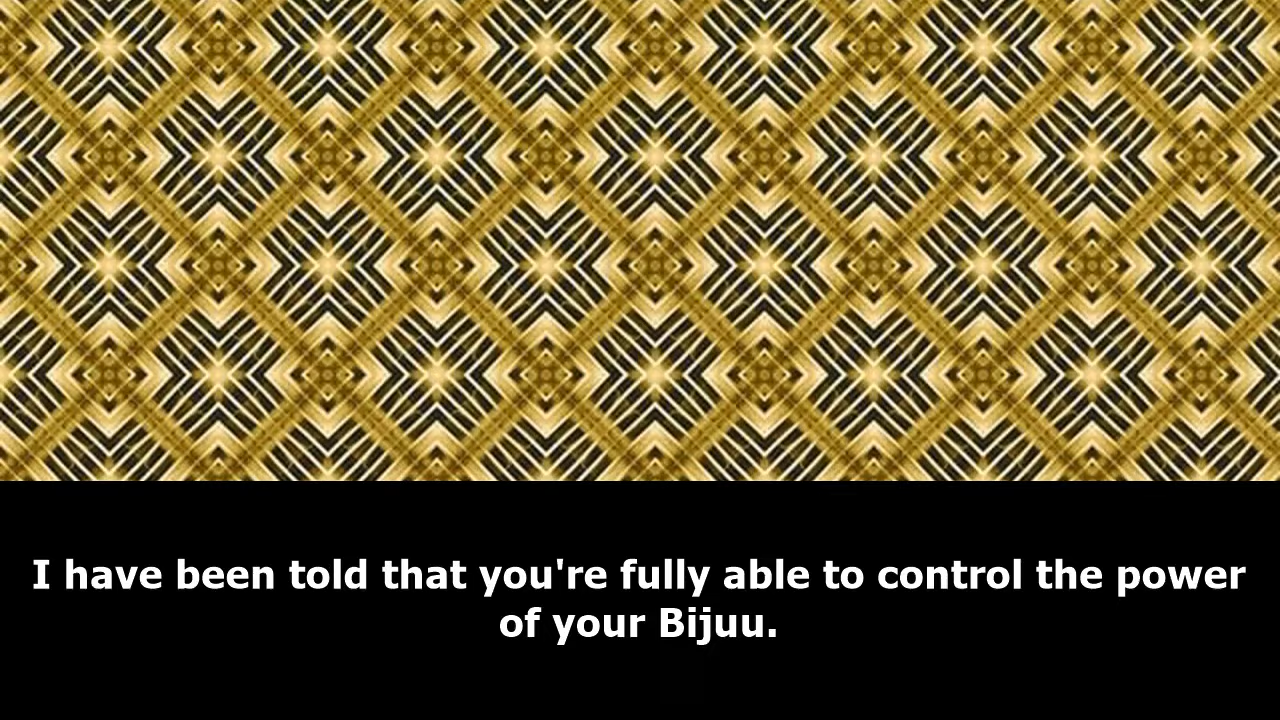 I have been told that you're fully able to control the power
of your Bijuu.